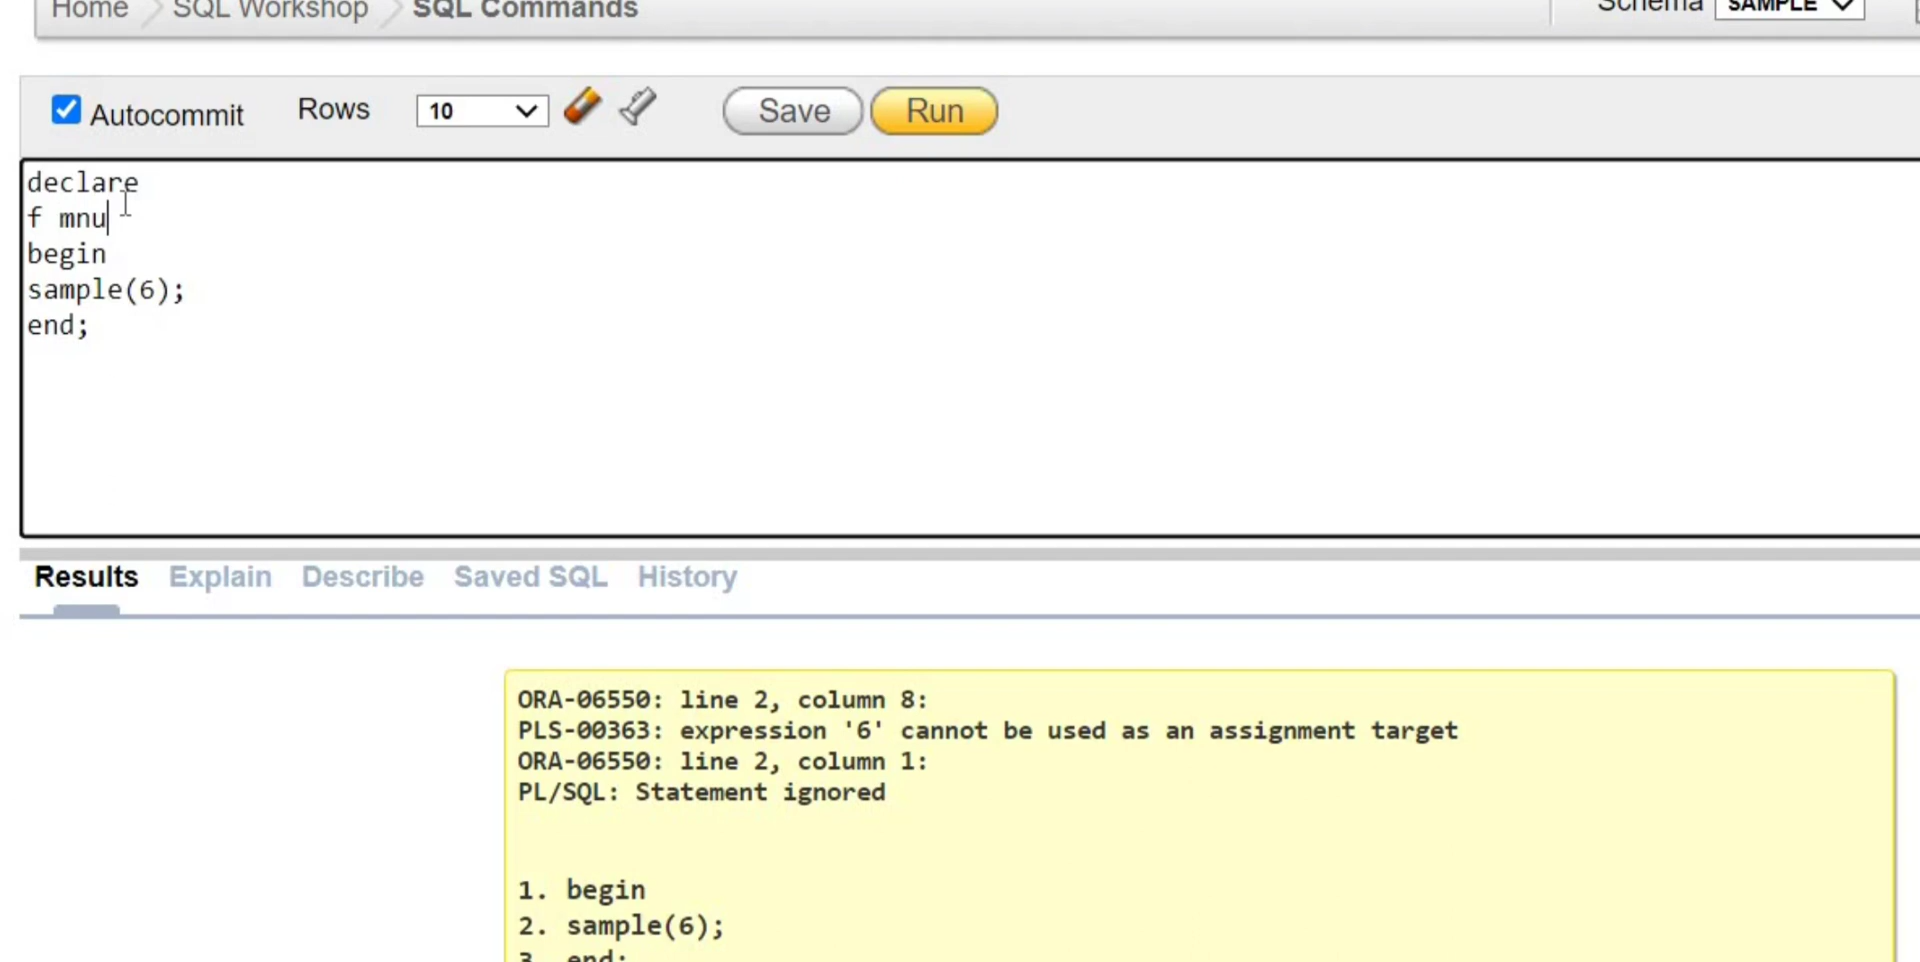 Home SQL Workshop SQL Commands Schema SAMPLE
Autocommit Rows 10 Save Run
declare
f mnu
begin
sample(6);
end;
Results Explain Describe Saved SQL History
ORA-06550: line 2, column 8:
PLS-00363: expression '6' cannot be used as an assignment target
ORA-06550: line 2, column 1:
PL/SQL: Statement ignored
1. begin
2. sample(6);
3. end;